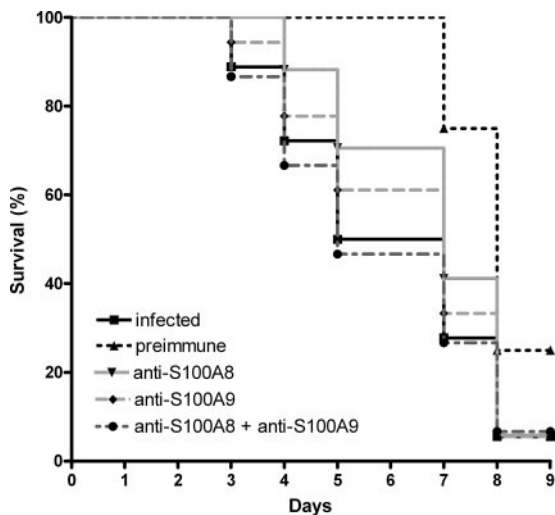 100
80
60
40
20
0
Survival (%)
infected
preimmune
anti-S100A8
anti-S100A9
anti-S100A8 + anti-S100A9
0 1 2 3 4 5 6 7 8 9
Days